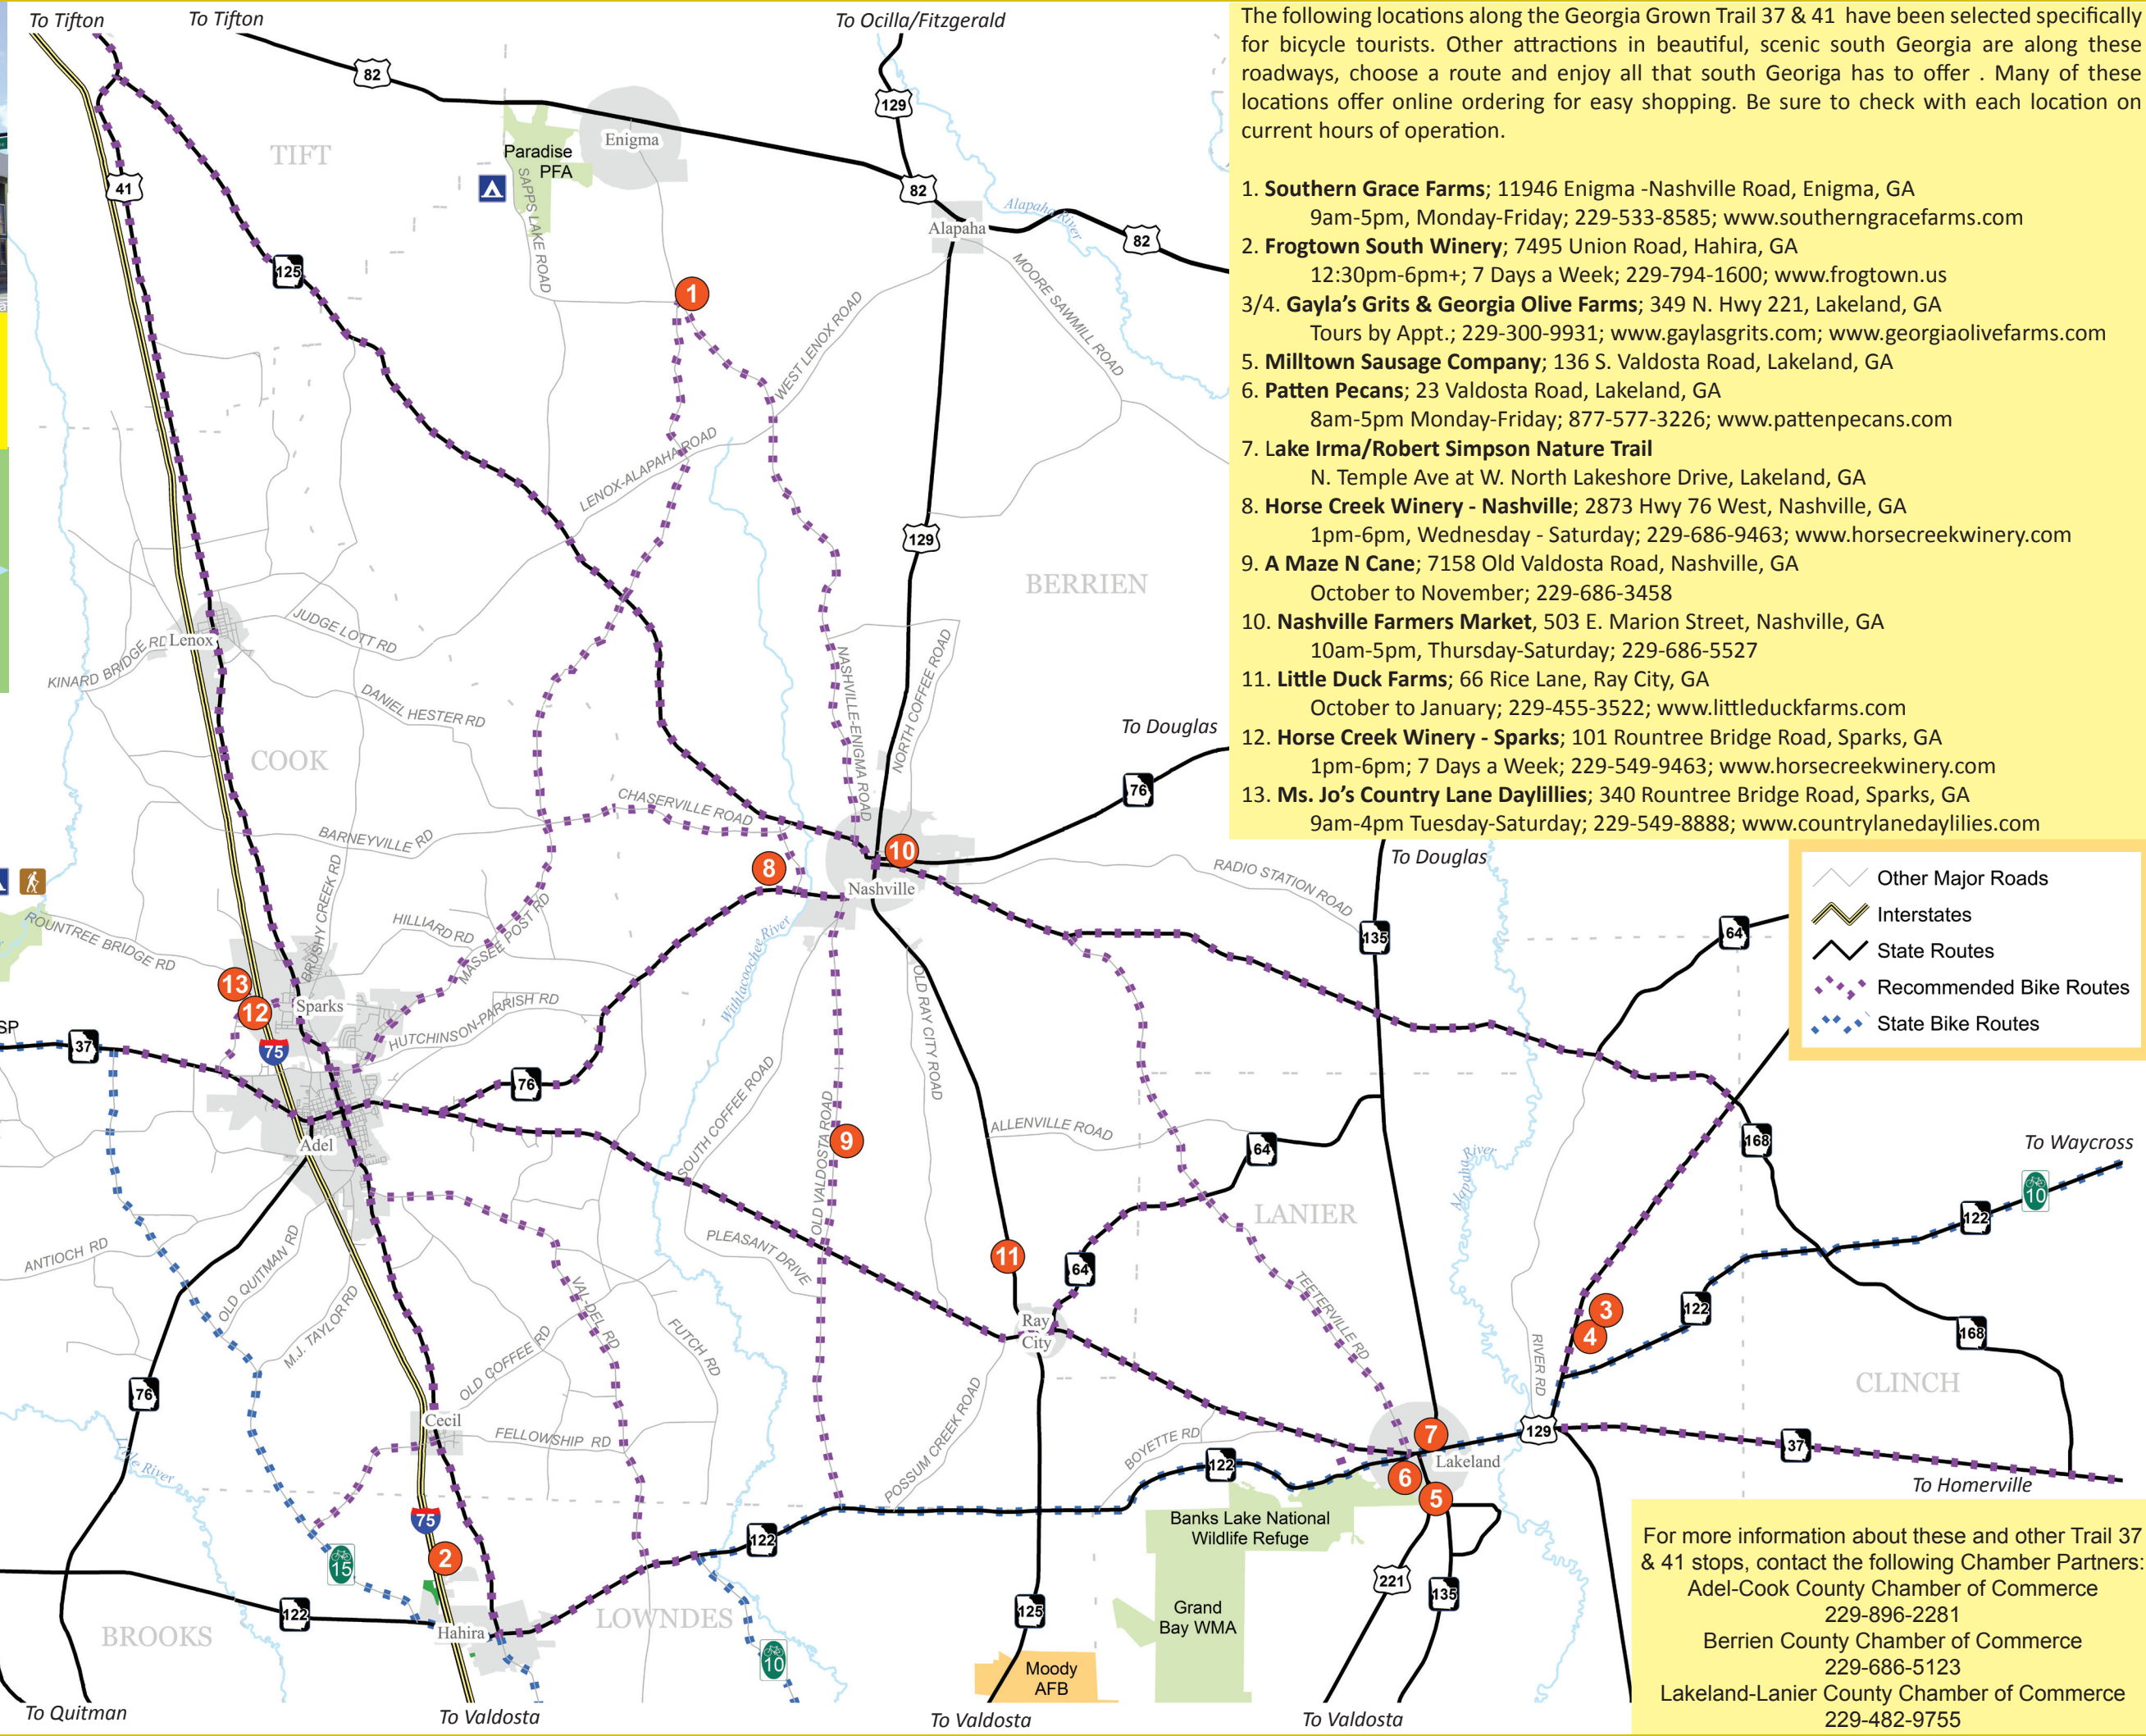 To Tifton
To Tifton
To Ocilla/Fitzgerald
82
129
Enigma
Paradise
PFA
TIFT
41
82
SAPPS LAKE ROAD
Alapaha River
Alapaha
82
125
MOORE SAWMILL ROAD
1
WEST LENOX ROAD
LENOX-ALAPAHA ROAD
129
BERRIEN
JUDGE LOTT RD
KINARD BRIDGE RD
Lenox
NASHVILLE-ENIGMA ROAD
NORTH COFFEE ROAD
DANIEL HESTER RD
To Douglas
COOK
76
CHASERVILLE ROAD
BARNEYVILLE RD
10
8
Nashville
To Douglas
RADIO STATION ROAD
BRUSHY CREEK RD
ROUNTREE BRIDGE RD
HILLIARD RD
MASSEE POST RD
Withlacoochee River
135
64
13
12
Sparks
OLD RAY CITY ROAD
HUTCHINSON-PARRISH RD
SP
37
75
76
SOUTH COFFEE ROAD
OLD VALDOSTA ROAD
9
ALLENVILLE ROAD
64
168
Adel
Alapaha River
To Waycross
10
122
LANIER
ANTIOCH RD
OLD QUITMAN RD
PLEASANT DRIVE
11
64
M.J. TAYLOR RD
VAL-DEL RD
FUTCH RD
TEETERVILLE RD
3
4
122
Ray
City
RIVER RD
168
OLD COFFEE RD
76
CLINCH
Cecil
FELLOWSHIP RD
POSSUM CREEK ROAD
BOYETTE RD
7
129
37
Lakeland
122
6
5
Little River
To Homerville
75
122
Banks Lake National
Wildlife Refuge
2
15
221
135
122
125
Grand
Bay WMA
LOWNDES
BROOKS
Hahira
10
Moody
AFB
To Quitman
To Valdosta
To Valdosta
To Valdosta
The following locations along the Georgia Grown Trail 37 & 41 have been selected specifically
for bicycle tourists. Other attractions in beautiful, scenic south Georgia are along these
roadways, choose a route and enjoy all that south Georiga has to offer . Many of these
locations offer online ordering for easy shopping. Be sure to check with each location on
current hours of operation.
1. Southern Grace Farms; 11946 Enigma -Nashville Road, Enigma, GA
9am-5pm, Monday-Friday; 229-533-8585; www.southerngracefarms.com
2. Frogtown South Winery; 7495 Union Road, Hahira, GA
12:30pm-6pm+; 7 Days a Week; 229-794-1600; www.frogtown.us
3/4. Gayla's Grits & Georgia Olive Farms; 349 N. Hwy 221, Lakeland, GA
Tours by Appt.; 229-300-9931; www.gaylasgrits.com; www.georgiaolivefarms.com
5. Milltown Sausage Company; 136 S. Valdosta Road, Lakeland, GA
6. Patten Pecans; 23 Valdosta Road, Lakeland, GA
8am-5pm Monday-Friday; 877-577-3226; www.pattenpecans.com
7. Lake Irma/Robert Simpson Nature Trail
N. Temple Ave at W. North Lakeshore Drive, Lakeland, GA
8. Horse Creek Winery - Nashville; 2873 Hwy 76 West, Nashville, GA
1pm-6pm, Wednesday - Saturday; 229-686-9463; www.horsecreekwinery.com
9. A Maze N Cane; 7158 Old Valdosta Road, Nashville, GA
October to November; 229-686-3458
10. Nashville Farmers Market, 503 E. Marion Street, Nashville, GA
10am-5pm, Thursday-Saturday; 229-686-5527
11. Little Duck Farms; 66 Rice Lane, Ray City, GA
October to January; 229-455-3522; www.littleduckfarms.com
12. Horse Creek Winery - Sparks; 101 Rountree Bridge Road, Sparks, GA
1pm-6pm; 7 Days a Week; 229-549-9463; www.horsecreekwinery.com
13. Ms. Jo's Country Lane Daylillies; 340 Rountree Bridge Road, Sparks, GA
9am-4pm Tuesday-Saturday; 229-549-8888; www.countrylanedaylilies.com
Other Major Roads
Interstates
State Routes
Recommended Bike Routes
State Bike Routes
For more information about these and other Trail 37
& 41 stops, contact the following Chamber Partners:
Adel-Cook County Chamber of Commerce
229-896-2281
Berrien County Chamber of Commerce
229-686-5123
Lakeland-Lanier County Chamber of Commerce
229-482-9755